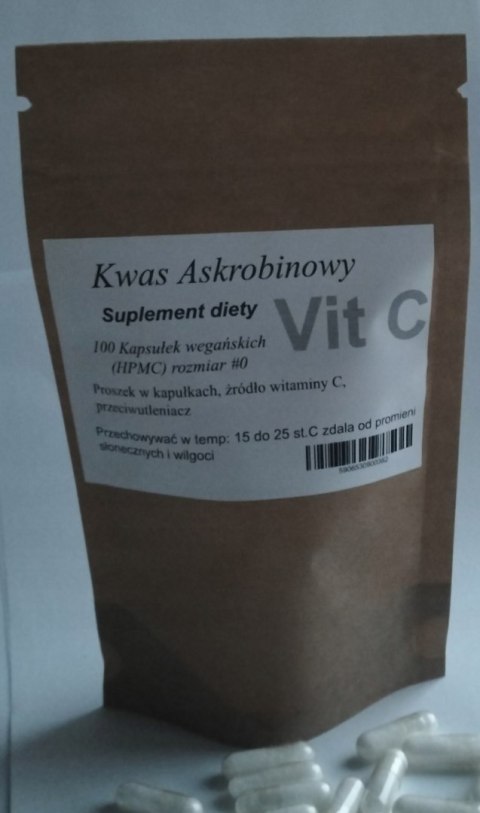 Kwas Askrobinowy
Suplement diety
Vit C
100 Kapsułek wegańskich
(HPMC) rozmiar #0
Proszek w kapułkach, żródło witaminy C,
przeciwutleniacz
Przechowywać w temp: 15 do 25 st.C zdala od promieni
słonecznych i wilgoci